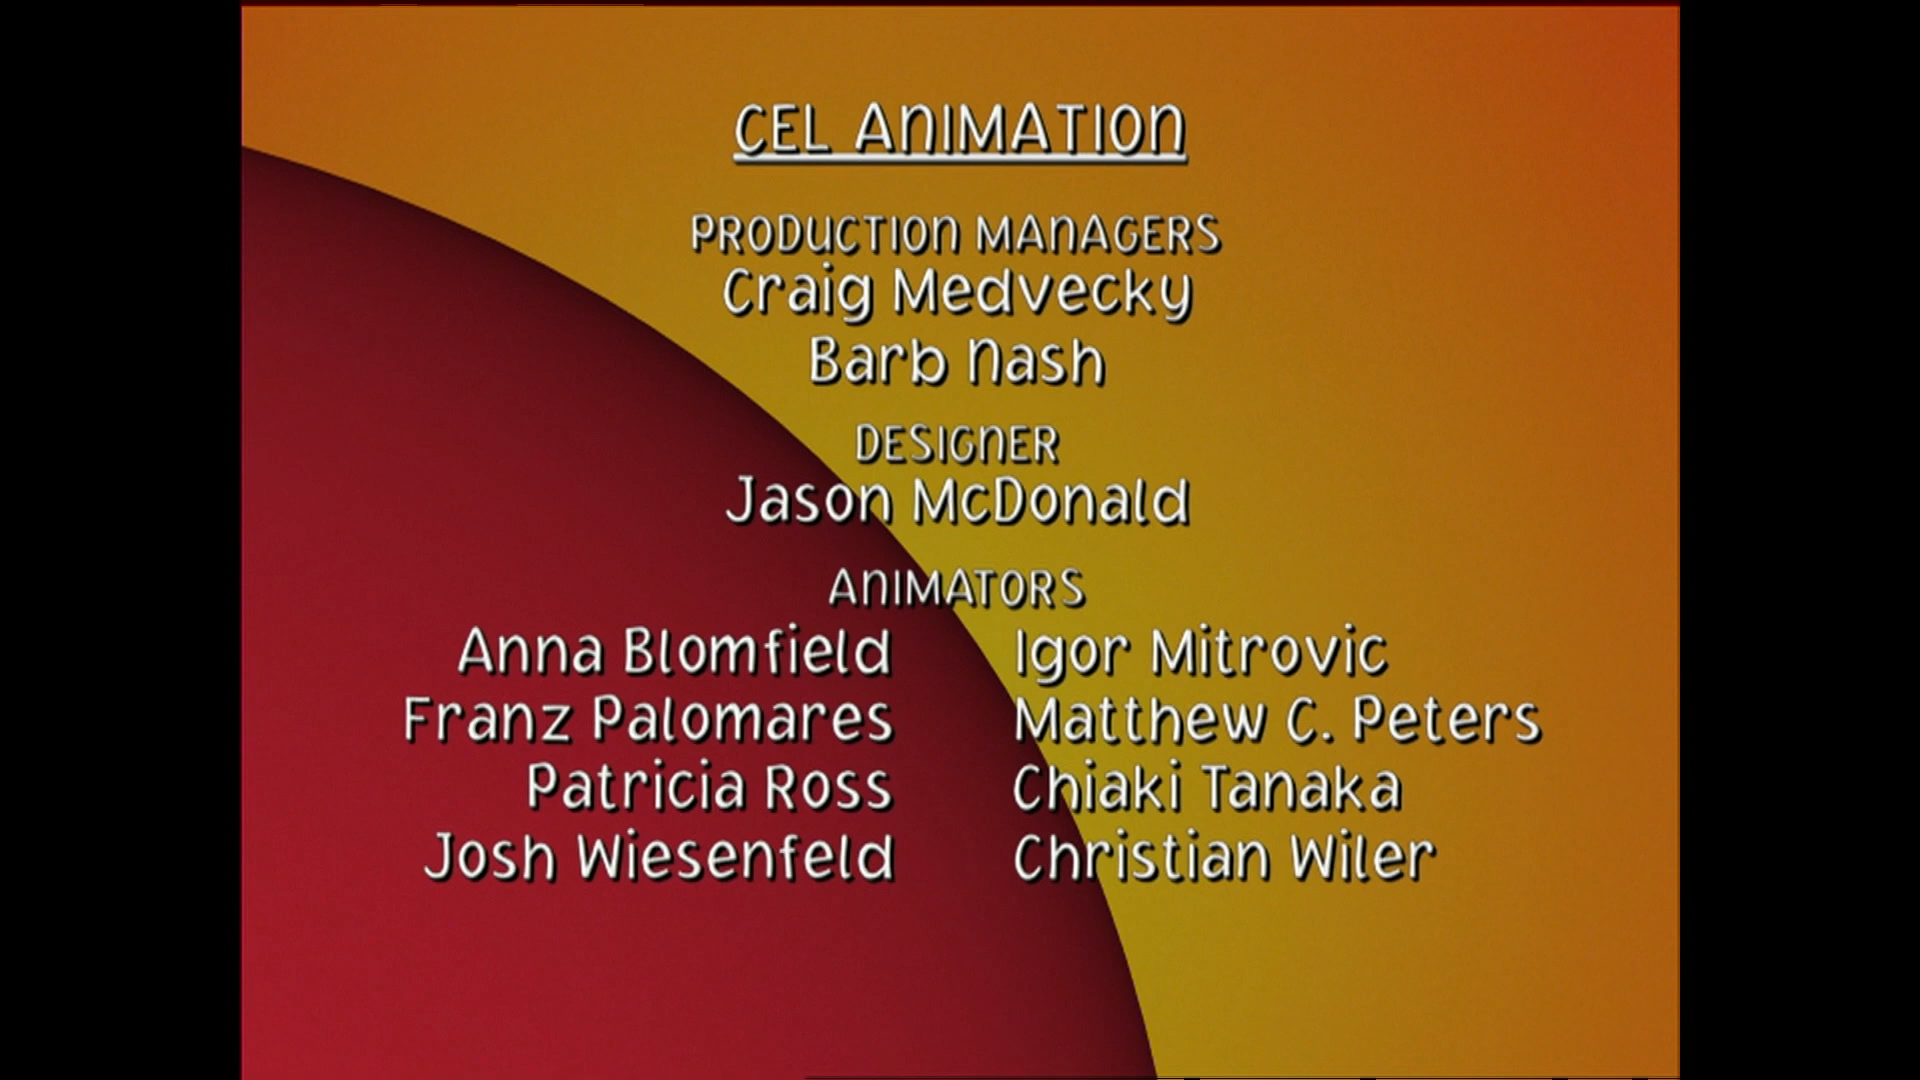 CEL ANIMATION
PRODUCTION MANAGERS
Craig Medvecky
Barb Nash
DESIGNER
Jason McDonald
ANIMATORS
Anna Blomfield Igor Mitrovic
Franz Palomares Matthew C. Peters
Patricia Ross Chiaki Tanaka
Josh Wiesenfeld Christian Wiler